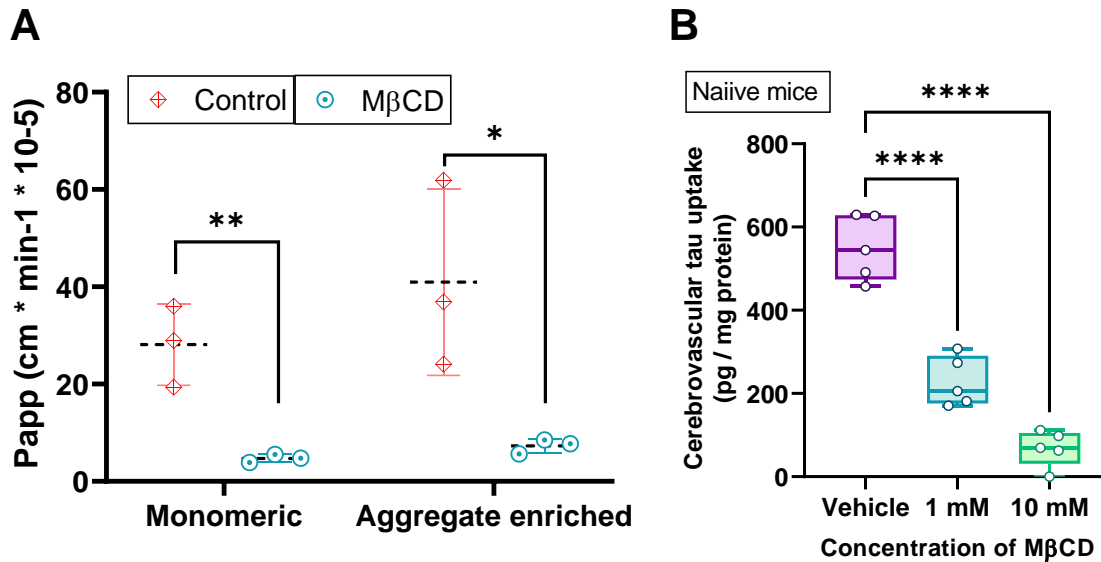 A
Control
MβCD
Papp (cm * min-1 * 10-5)
80
60
40
20
0
**
*
Monomeric
Aggregate enriched
B
Naiive mice
****
****
Cerebrovascular tau uptake
(pg / mg protein)
800
600
400
200
0
Vehicle 1 mM 10 mM
Concentration of MβCD